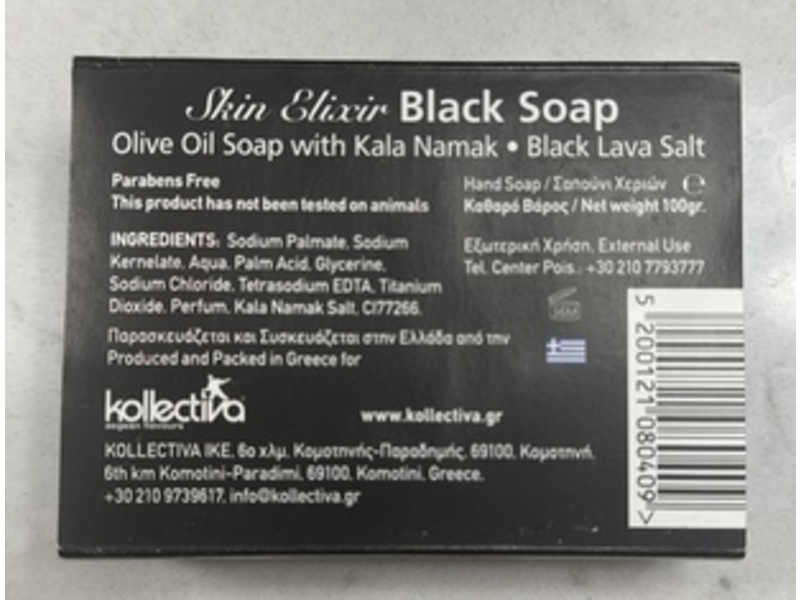 Skin Elixir Black Soap
Olive Oil Soap with Kala Namak • Black Lava Salt
Parabens Free
This product has not been tested on animals
Hand Soap / Σαπούνι Χεριών ℮
Καθαρό Βάρος / Net weight 100gr.
INGREDIENTS: Sodium Palmate, Sodium
Kernelate, Aqua, Palm Acid, Glycerine,
Sodium Chloride, Tetrasodium EDTA, Titanium
Dioxide, Perfum, Kala Namak Salt, CI77266.
Εξωτερική Χρήση, External Use
Tel. Center Pois.: +30 210 7793777
36M
Παρασκευάζεται και Συσκευάζεται στην Ελλάδα από την
Produced and Packed in Greece for
kollectiva
aegean flavours
www.kollectiva.gr
KOLLECTIVA IKE, 6ο χλμ. Κομοτηνής-Παραδημής, 69100, Κομοτηνή,
6th km Komotini-Paradimi, 69100, Komotini, Greece,
+30 210 9739617, info@kollectiva.gr
5 200121 080409 >